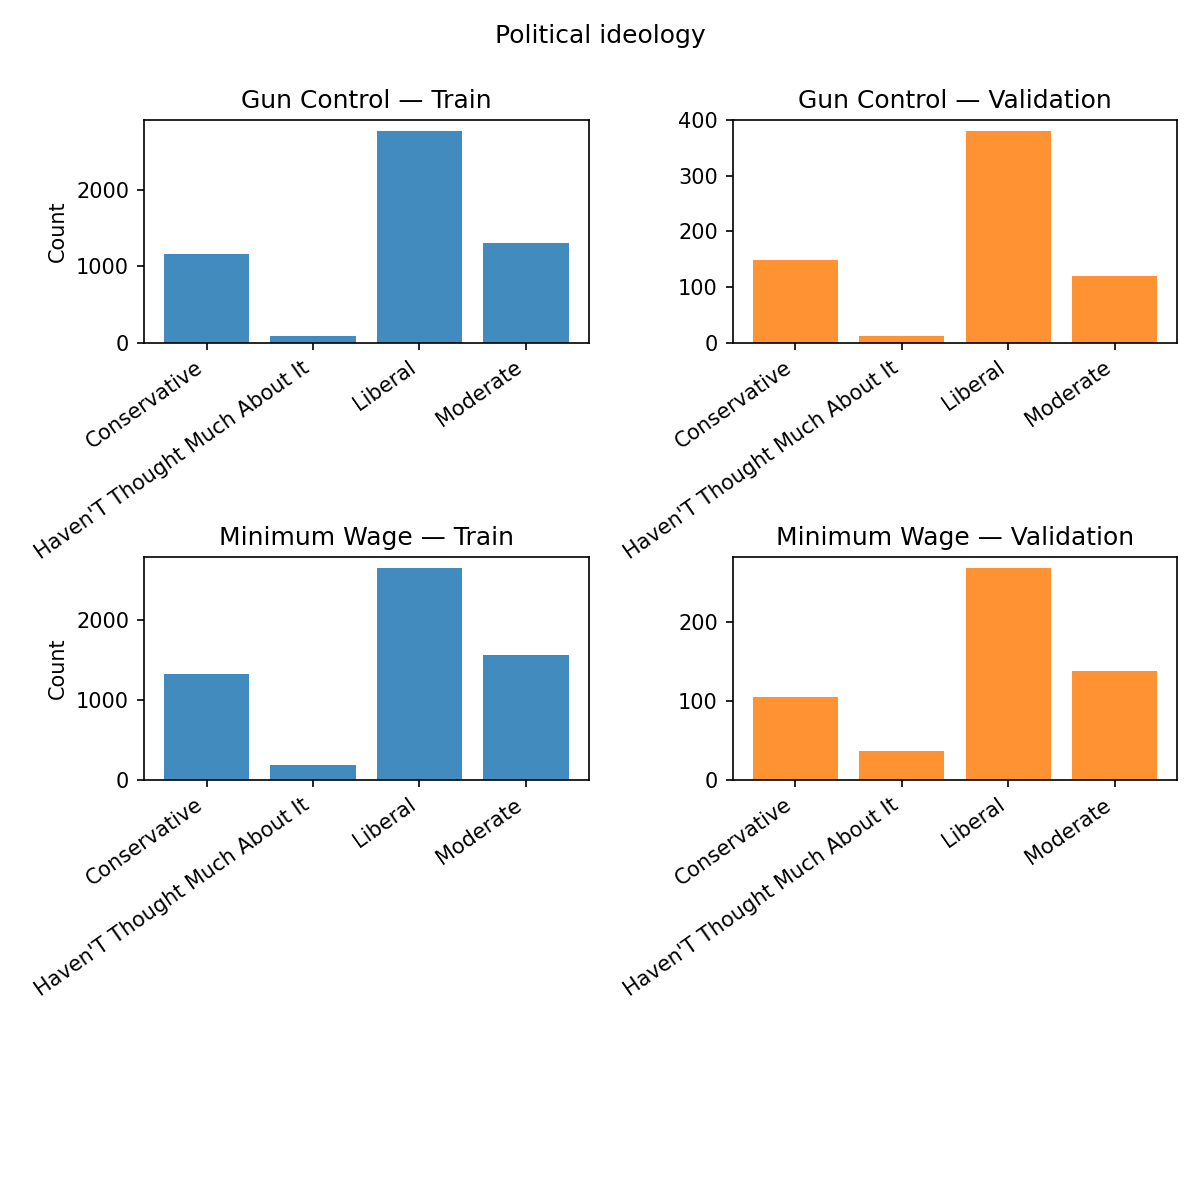 Political ideology
Gun Control — Train
Count
2000
1000
0
Conservative
Haven'T Thought Much About It
Liberal
Moderate
Gun Control — Validation
400
300
200
100
0
Conservative
Haven'T Thought Much About It
Liberal
Moderate
Minimum Wage — Train
Count
2000
1000
0
Conservative
Haven'T Thought Much About It
Liberal
Moderate
Minimum Wage — Validation
200
100
0
Conservative
Haven'T Thought Much About It
Liberal
Moderate